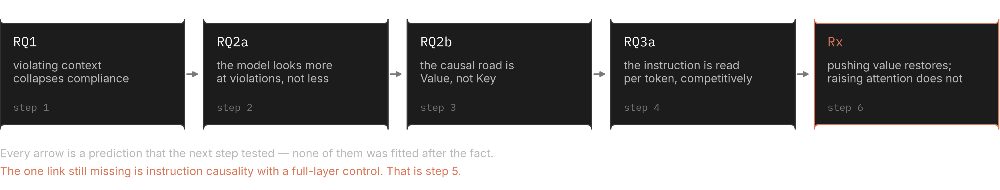 RQ1
violating context
collapses compliance
step 1
RQ2a
the model looks more
at violations, not less
step 2
RQ2b
the causal road is
Value, not Key
step 3
RQ3a
the instruction is read
per token, competitively
step 4
Rx
pushing value restores;
raising attention does not
step 6
Every arrow is a prediction that the next step tested — none of them was fitted after the fact.
The one link still missing is instruction causality with a full-layer control. That is step 5.